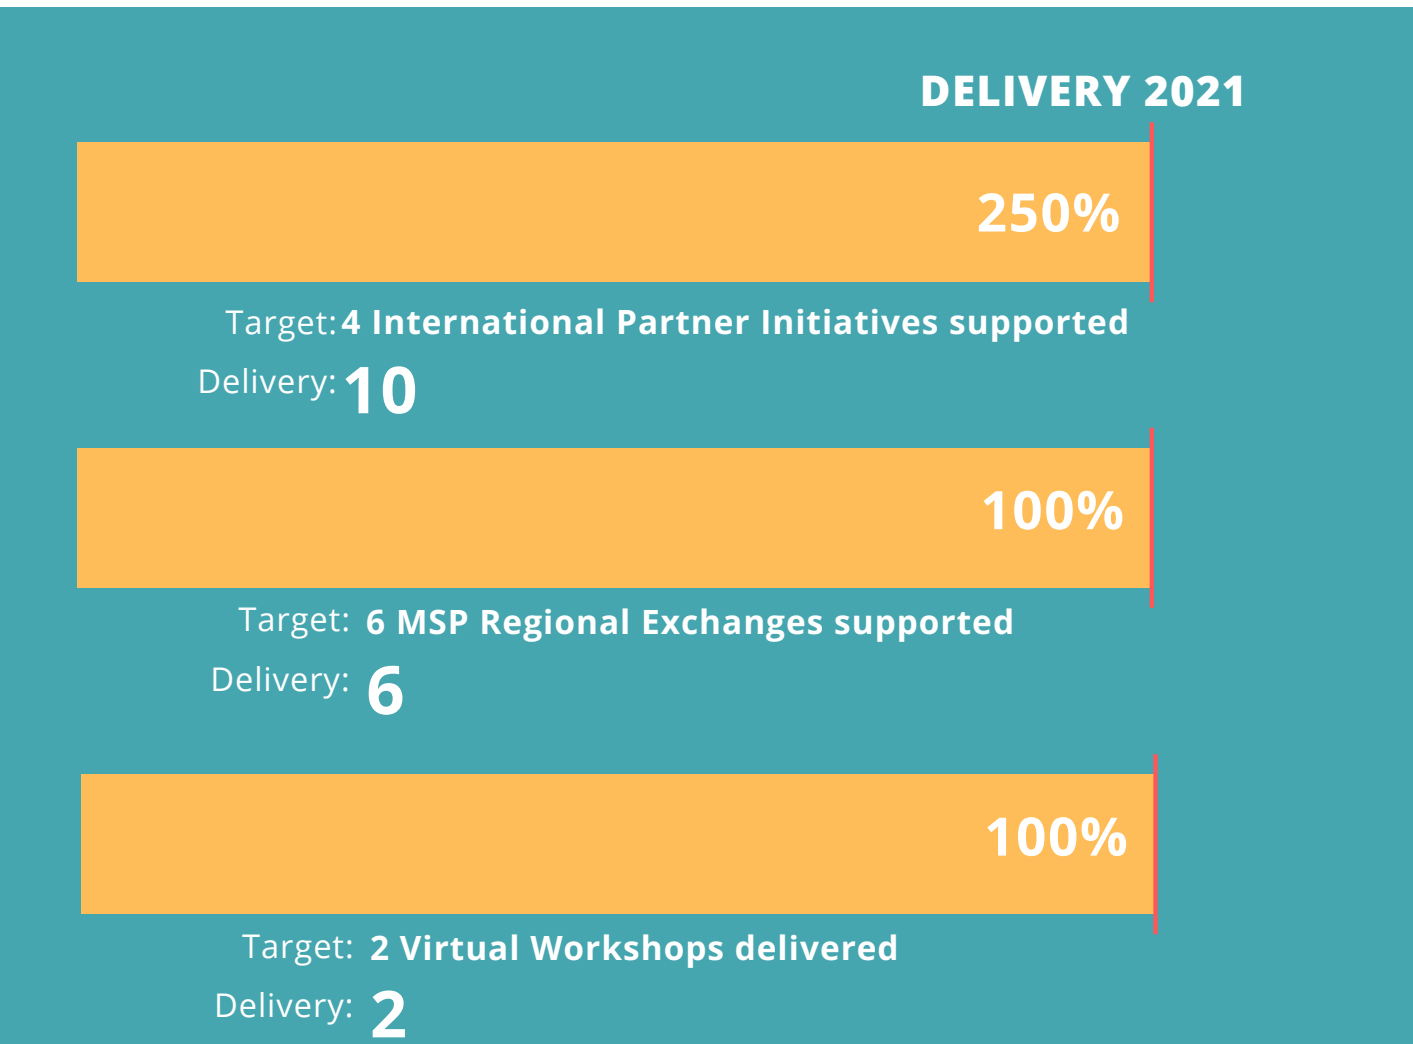 DELIVERY 2021
250%
Target: 4 International Partner Initiatives supported
Delivery: 10
100%
Target: 6 MSP Regional Exchanges supported
Delivery: 6
100%
Target: 2 Virtual Workshops delivered
Delivery: 2